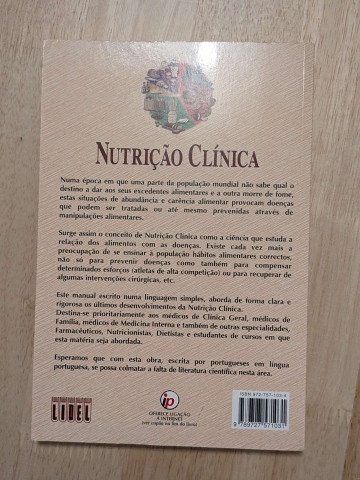 NUTRIÇÃO CLÍNICA
Numa época em que uma parte da população mundial não sabe qual o
destino a dar aos seus excedentes alimentares e a outra morre de fome,
estas situações de abundância e carência alimentar provocam doenças
que podem ser tratadas ou até mesmo prevenidas através de
manipulações alimentares.
Surge assim o conceito de Nutrição Clínica como a ciência que estuda a
relação dos alimentos com as doenças. Existe cada vez mais a
preocupação de se ensinar à população hábitos alimentares correctos,
não só para prevenir doenças como também para compensar
determinados esforços (atletas de alta competição) ou para recuperar de
algumas intervenções cirúrgicas, etc.
Este manual escrito numa linguagem simples, aborda de forma clara e
rigorosa os últimos desenvolvimentos da Nutrição Clínica.
Destina-se prioritariamente aos médicos de Clínica Geral, médicos de
Família, médicos de Medicina Interna e também de outras especialidades,
Farmacêuticos, Nutricionistas, Dietistas e estudantes de cursos em que
esta matéria seja abordada.
Esperamos que com esta obra, escrita por portugueses em língua
portuguesa, se possa colmatar a falta de literatura científica nesta área.
LIDEL
ip
OFERECE LIGAÇÃO
À INTERNET
(ver cupão no fim do livro)
ISBN 972-757-103-4
9 789727 571031